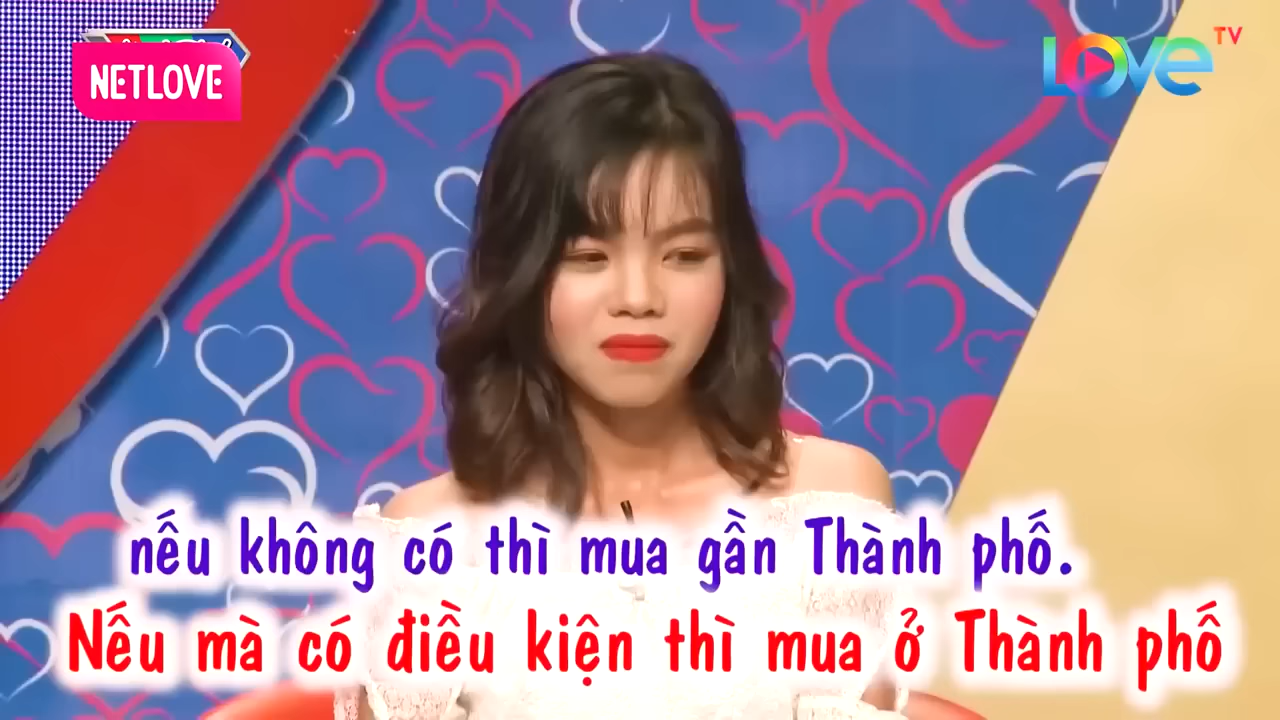 NETLOVE
LOVE TV
nếu không có thì mua gần Thành phố.
Nếu mà có điều kiện thì mua ở Thành phố